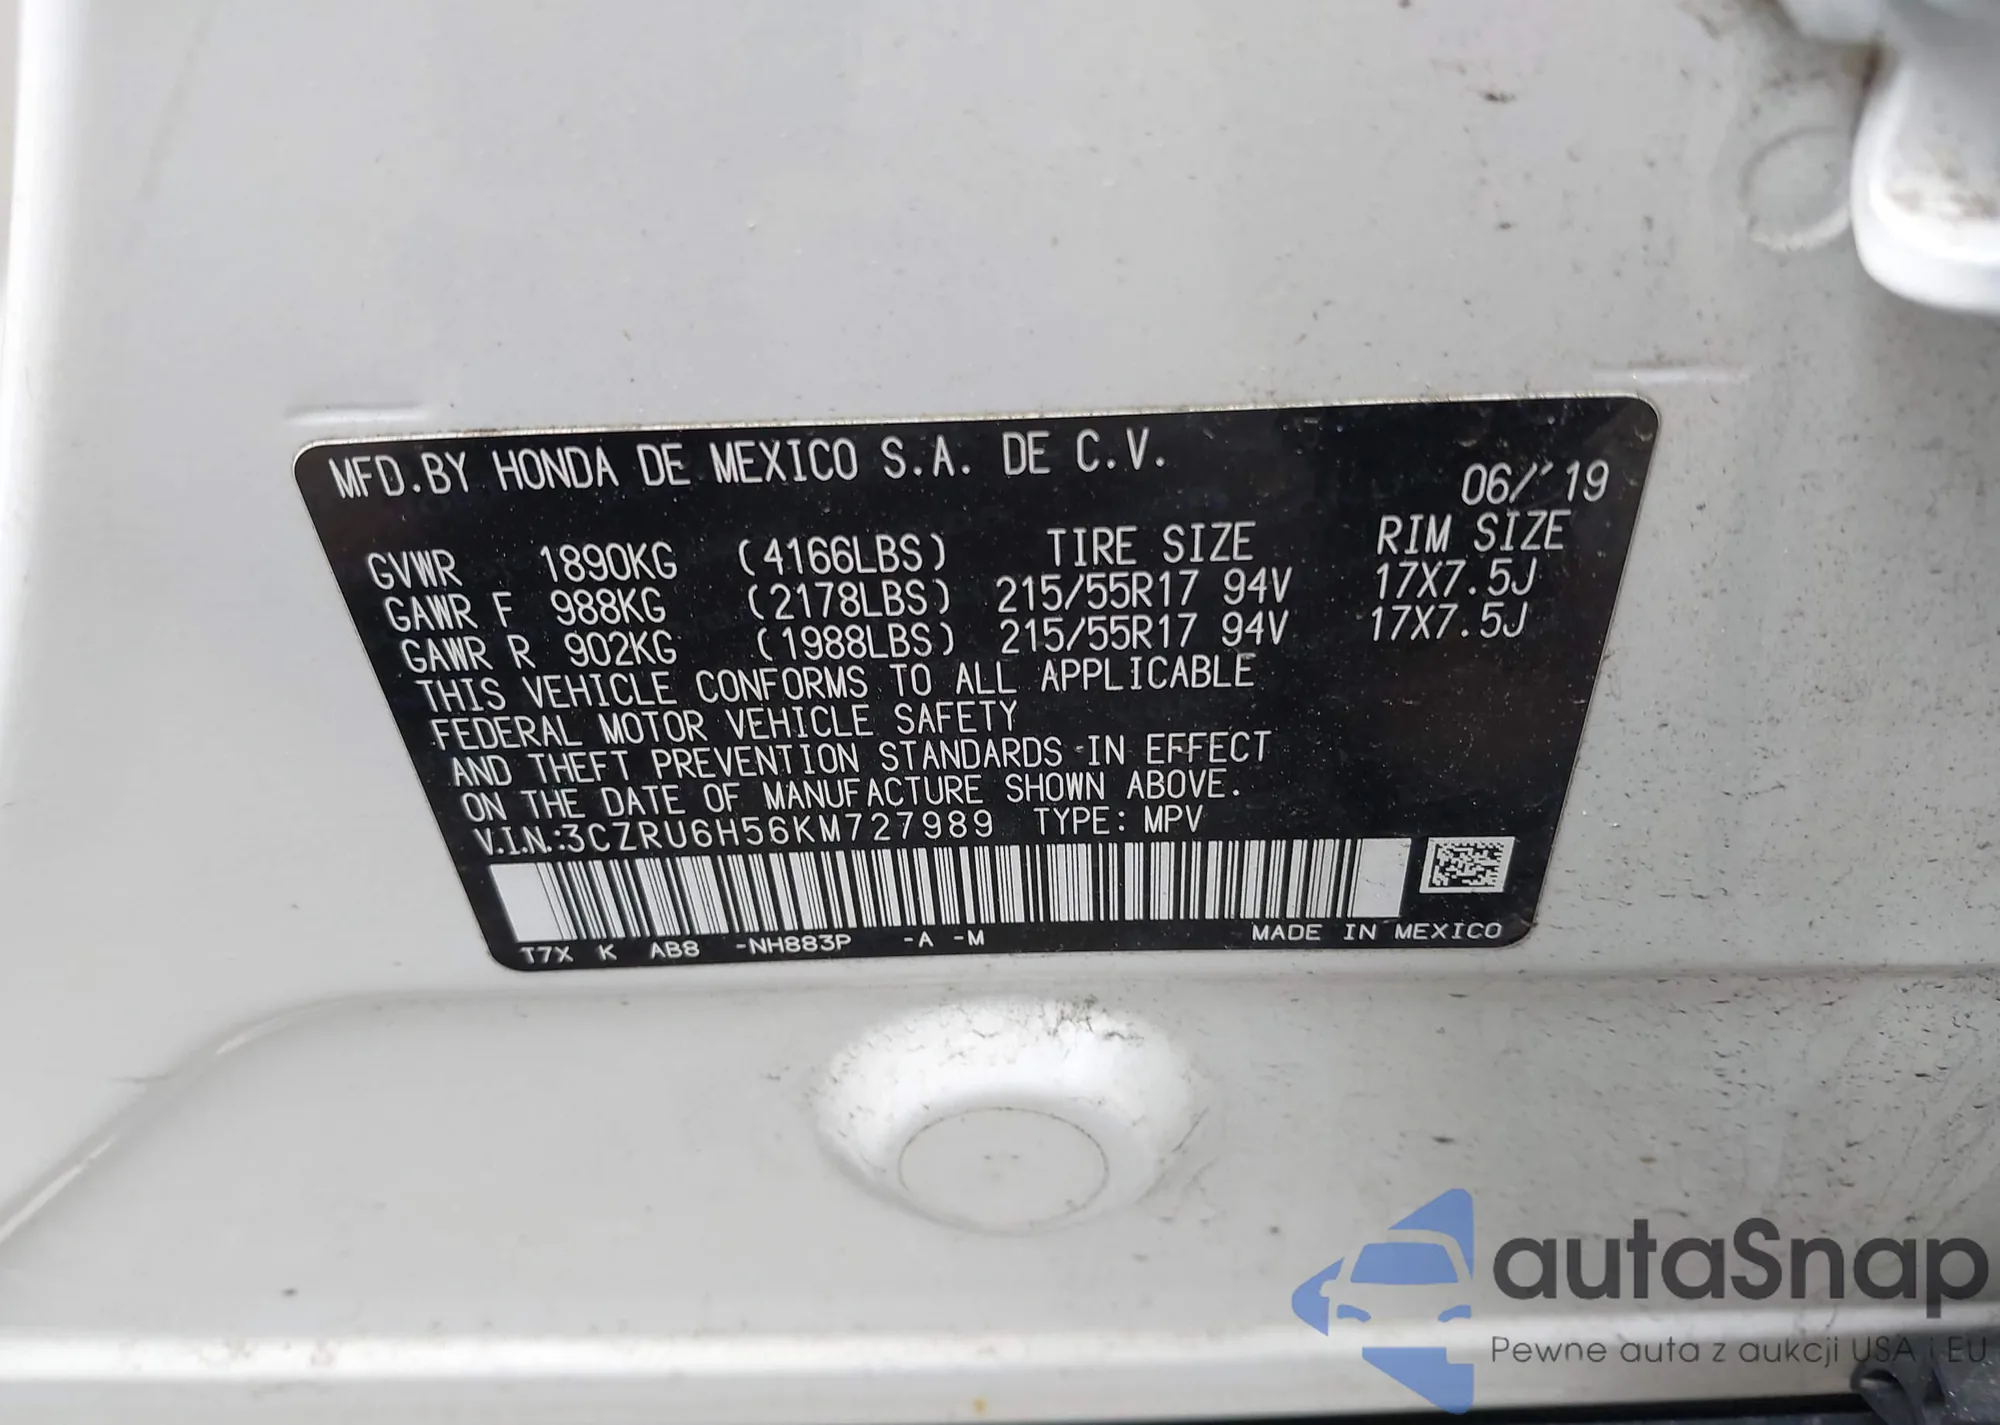 MFD.BY HONDA DE MEXICO S.A. DE C.V.
06/'19
GVWR 1890KG (4166LBS) TIRE SIZE RIM SIZE
GAWR F 988KG (2178LBS) 215/55R17 94V 17X7.5J
GAWR R 902KG (1988LBS) 215/55R17 94V 17X7.5J
THIS VEHICLE CONFORMS TO ALL APPLICABLE
FEDERAL MOTOR VEHICLE SAFETY
AND THEFT PREVENTION STANDARDS IN EFFECT
ON THE DATE OF MANUFACTURE SHOWN ABOVE.
V.I.N.:3CZRU6H56KM727989 TYPE: MPV
T7X K AB8 -NH883P -A -M MADE IN MEXICO
autaSnap
Pewne auta z aukcji USA i EU